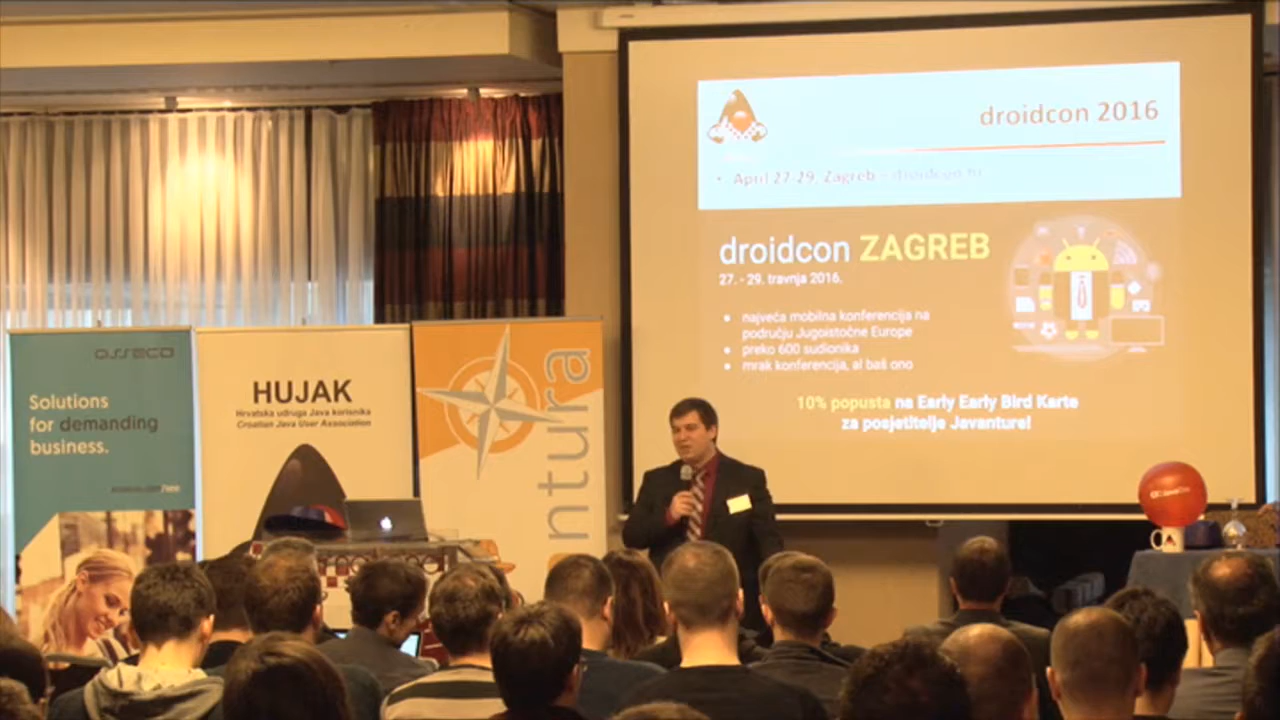 droidcon 2016
• April 27-29, Zagreb - droidcon.hr
droidcon ZAGREB
27. - 29. travnja 2016.
• najveća mobilna konferencija na
području Jugoistočne Europe
• preko 600 sudionika
• mrak konferencija, al baš ono
10% popusta na Early Early Bird Karte
za posjetitelje Javanture!
asseco
Solutions
for demanding
business.
HUJAK
Hrvatska udruga Java korisnika
Croatian Java User Association
ntura